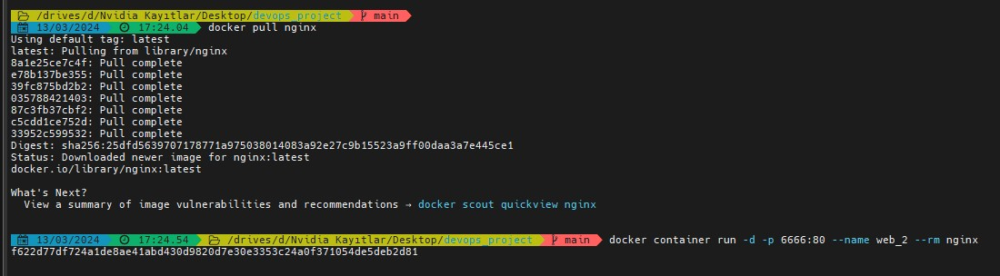 /drives/d/Nvidia Kayıtlar/Desktop/devops_project main
13/03/2024 17:24.04 docker pull nginx
Using default tag: latest
latest: Pulling from library/nginx
8a1e25ce7c4f: Pull complete
e78b137be355: Pull complete
39fc875bd2b2: Pull complete
035788421403: Pull complete
87c3fb37cbf2: Pull complete
c5cdd1ce752d: Pull complete
33952c599532: Pull complete
Digest: sha256:25dfd5639707178771a975038014083a92e27c9b15523a9ff00daa3a7e445ce1
Status: Downloaded newer image for nginx:latest
docker.io/library/nginx:latest
What's Next?
View a summary of image vulnerabilities and recommendations → docker scout quickview nginx
13/03/2024 17:24.54 /drives/d/Nvidia Kayıtlar/Desktop/devops_project main docker container run -d -p 6666:80 --name web_2 --rm nginx
f622d77df724a1de8ae41abd430d9820d7e30e3353c24a0f371054de5deb2d81